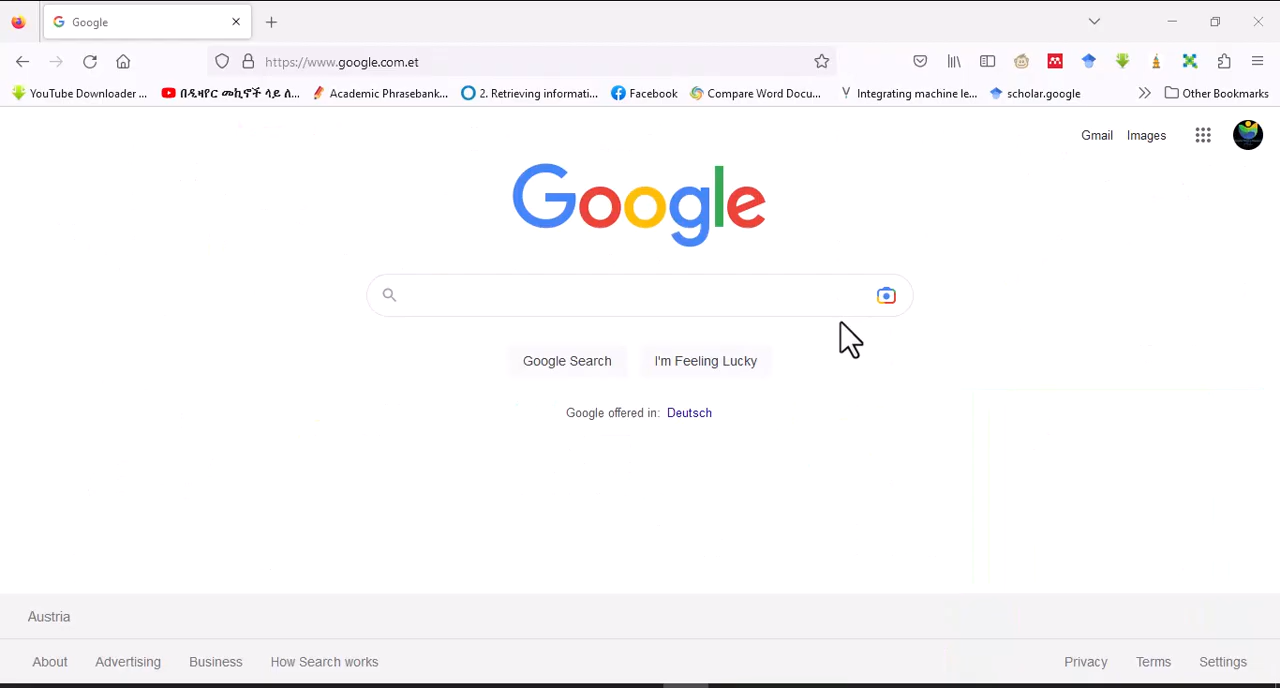 Google
https://www.google.com.et
YouTube Downloader ...
በዲዛየር መኪኖች ላይ ለ...
Academic Phrasebank...
2. Retrieving informati...
Facebook
Compare Word Docu...
Integrating machine le...
scholar.google
Other Bookmarks
Gmail
Images
Google
Google Search
I'm Feeling Lucky
Google offered in: Deutsch
Austria
About
Advertising
Business
How Search works
Privacy
Terms
Settings